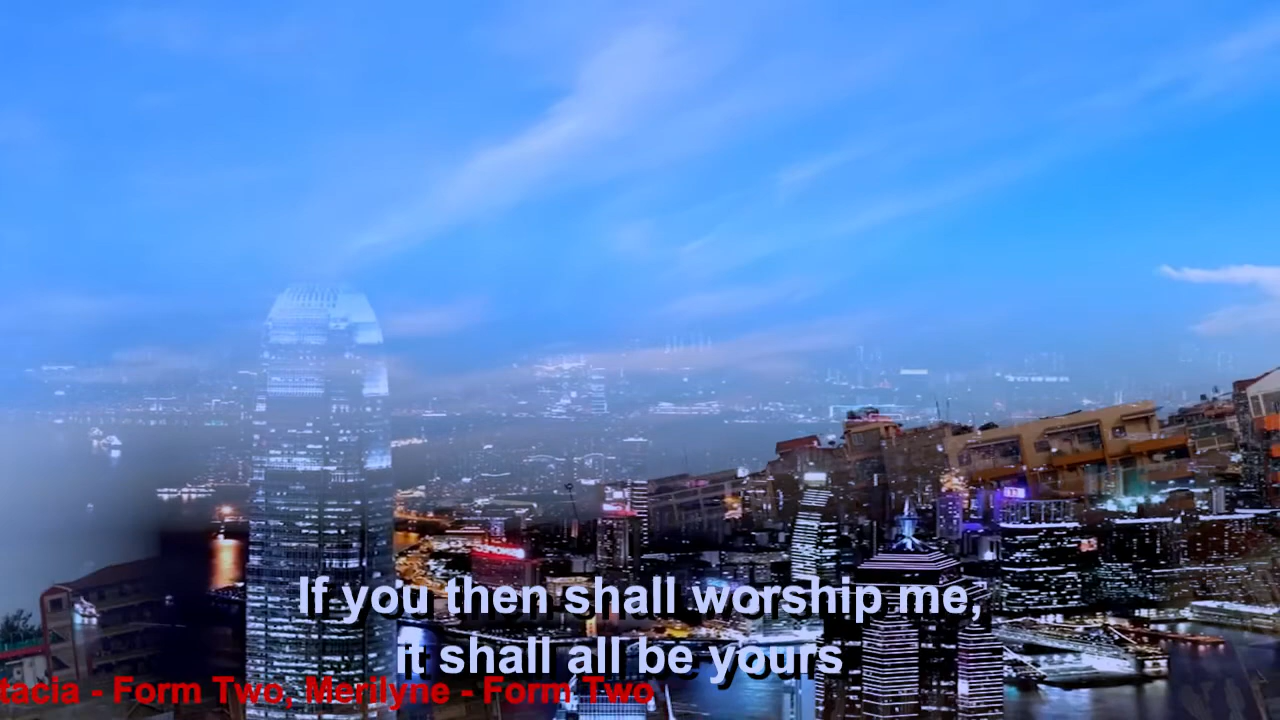 If you then shall worship me,
it shall all be yours
tacia - Form Two, Merilyne - Form Two